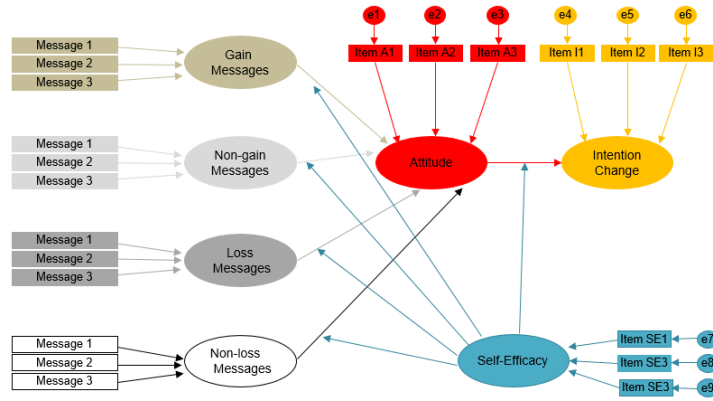 e1
e2
e3
e4
e5
e6
Item A1
Item A2
Item A3
Item I1
Item I2
Item I3
Message 1
Message 2
Message 3
Gain
Messages
Message 1
Message 2
Message 3
Non-gain
Messages
Attitude
Intention
Change
Message 1
Message 2
Message 3
Loss
Messages
Message 1
Message 2
Message 3
Non-loss
Messages
Self-Efficacy
Item SE1
e7
Item SE3
e8
Item SE3
e9